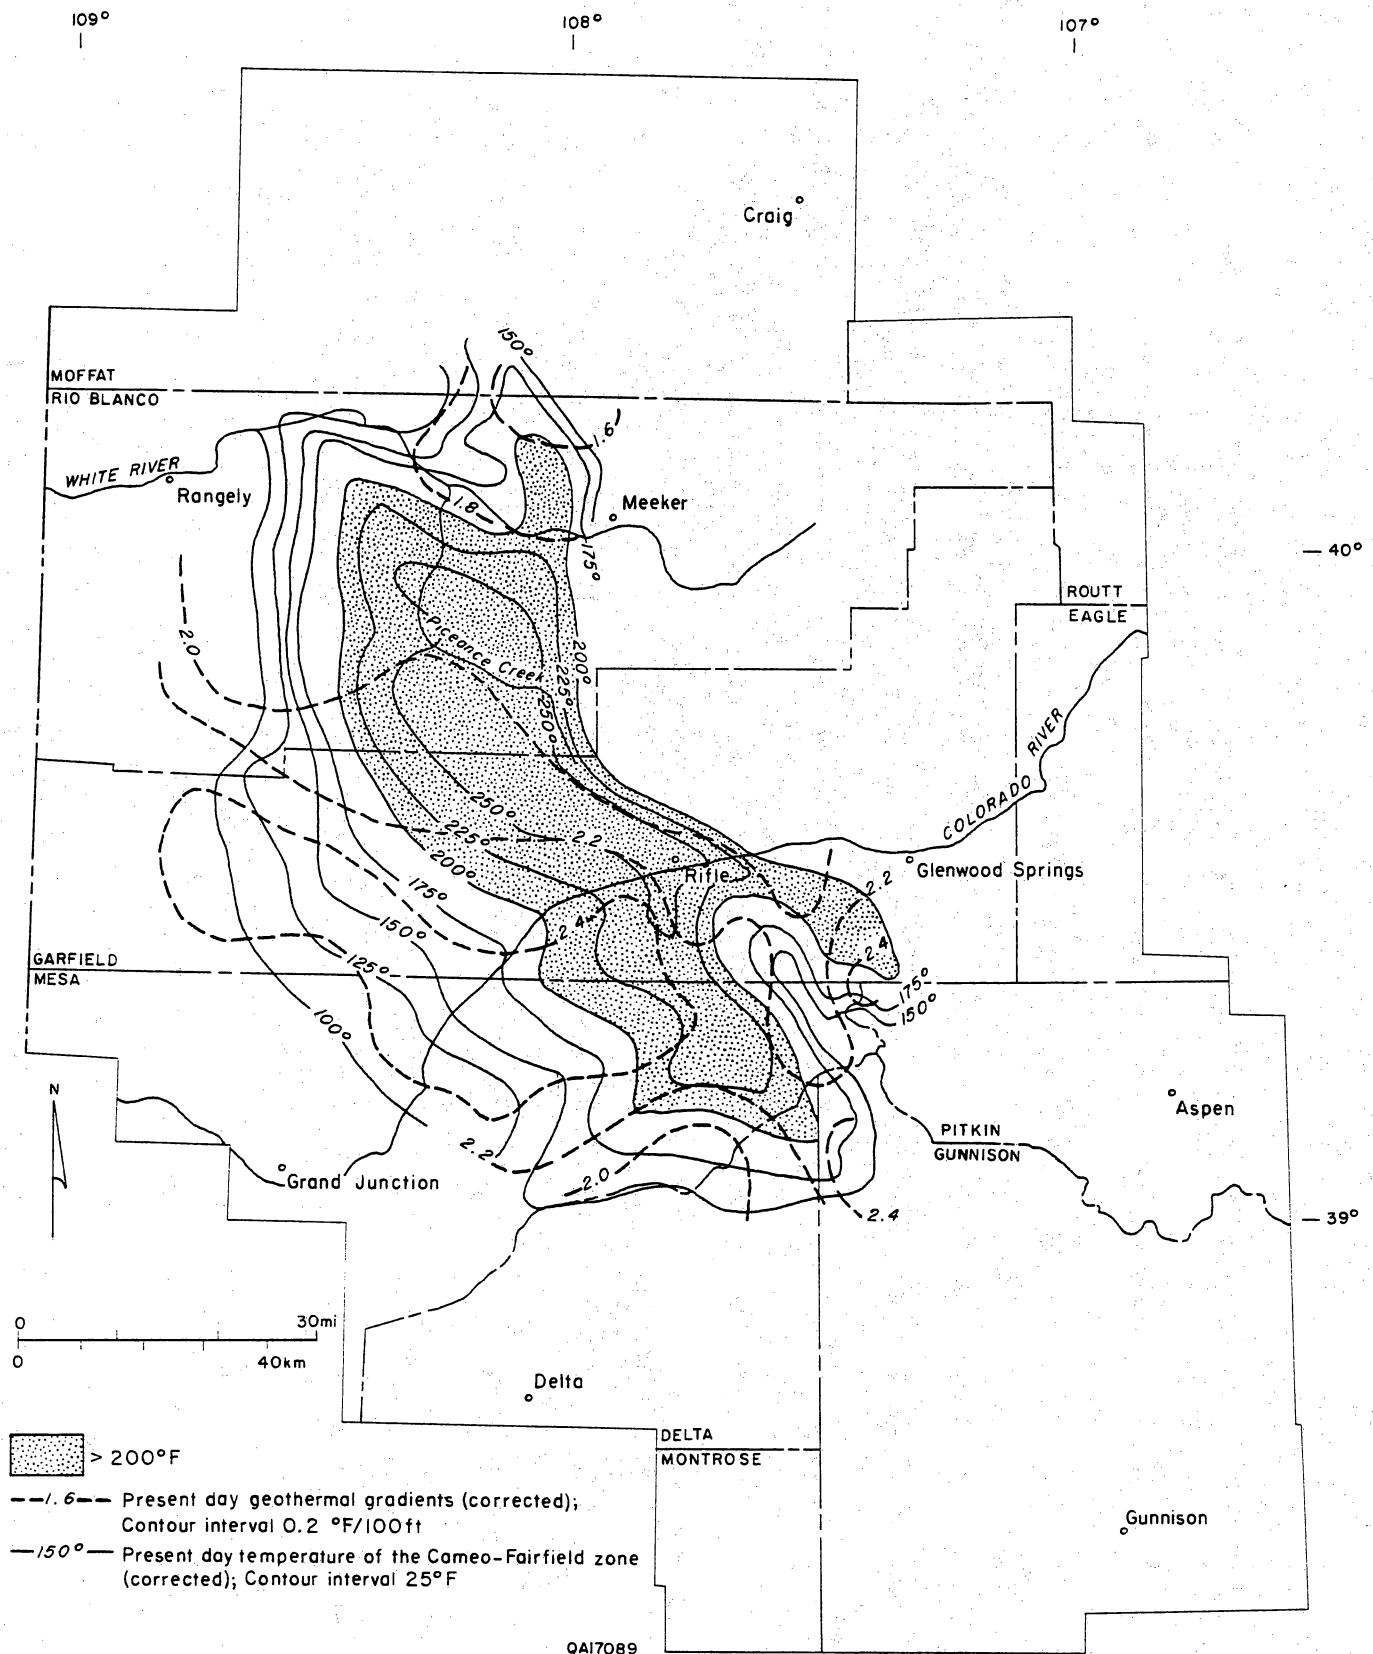 109°
108°
107°
Craig
150°
MOFFAT
RIO BLANCO
1.6
WHITE RIVER
Rangely
1.8
Meeker
175°
40°
ROUTT
EAGLE
2.0
Piceance Creek
200°
225°
250°
COLORADO RIVER
250°
225°
2.2
200°
Rifle
Glenwood Springs
175°
2.2
150°
2.4
2.4
125°
GARFIELD
MESA
175°
150°
100°
N
Aspen
PITKIN
GUNNISON
2.2
2.0
Grand Junction
2.4
39°
0 30mi
0 40km
Delta
DELTA
MONTROSE
> 200°F
1.6 Present day geothermal gradients (corrected);
Contour interval 0.2 °F/100ft
Gunnison
150° Present day temperature of the Cameo-Fairfield zone
(corrected); Contour interval 25°F
QA17089